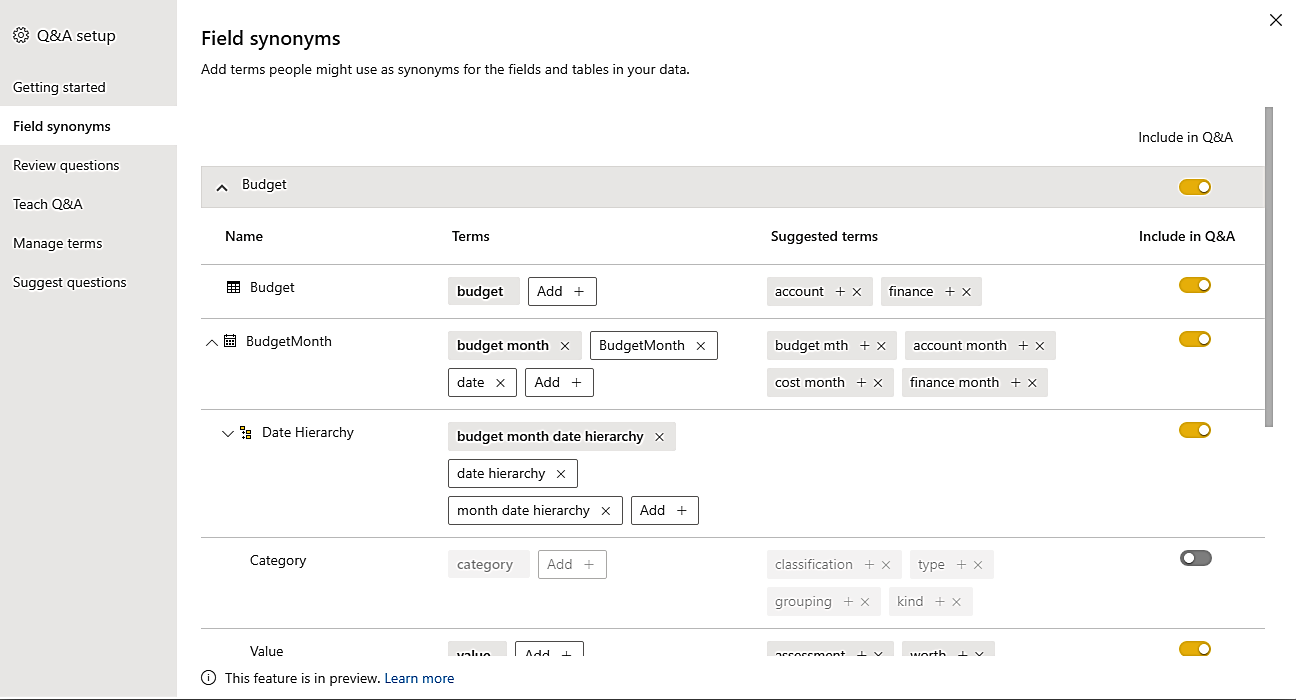 Q&A setup
Getting started
Field synonyms
Review questions
Teach Q&A
Manage terms
Suggest questions
Field synonyms
Add terms people might use as synonyms for the fields and tables in your data.
Include in Q&A
Budget
Name Terms Suggested terms Include in Q&A
Budget budget Add + account + × finance + ×
BudgetMonth budget month × BudgetMonth × budget mth + × account month + ×
date × Add + cost month + × finance month + ×
Date Hierarchy budget month date hierarchy ×
date hierarchy ×
month date hierarchy × Add +
Category category Add + classification + × type + ×
grouping + × kind + ×
Value value Add + assessment + × worth + ×
This feature is in preview. Learn more